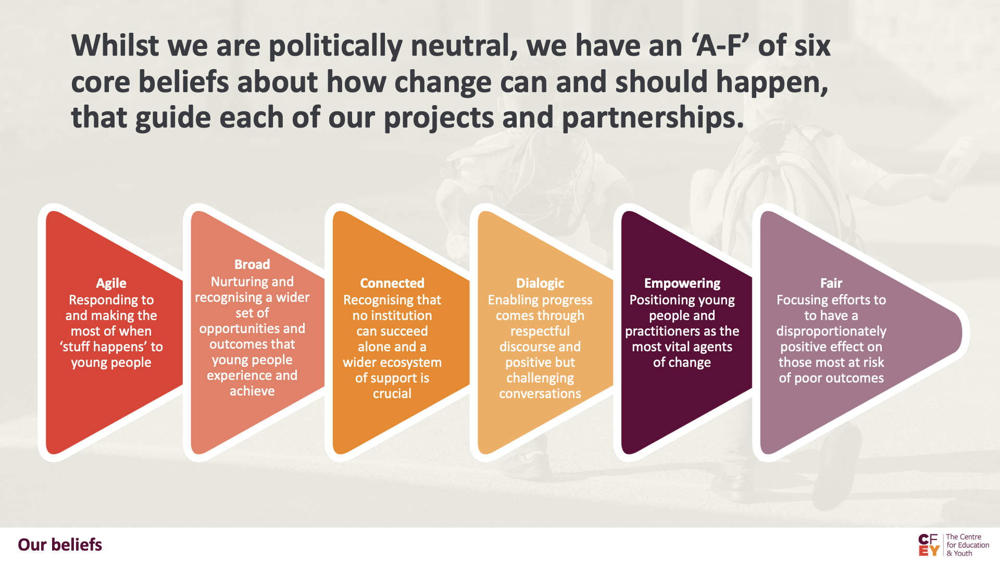 Whilst we are politically neutral, we have an ‘A-F’ of six
core beliefs about how change can and should happen,
that guide each of our projects and partnerships.
Agile
Responding to
and making the
most of when
‘stuff happens’ to
young people
Broad
Nurturing and
recognising a wider
set of
opportunities and
outcomes that
young people
experience and
achieve
Connected
Recognising that
no institution
can succeed
alone and a
wider ecosystem
of support is
crucial
Dialogic
Enabling progress
comes through
respectful
discourse and
positive but
challenging
conversations
Empowering
Positioning young
people and
practitioners as the
most vital agents
of change
Fair
Focusing efforts to
to have a
disproportionately
positive effect on
those most at risk
of poor outcomes
Our beliefs
CF
EY
The Centre
for Education
& Youth